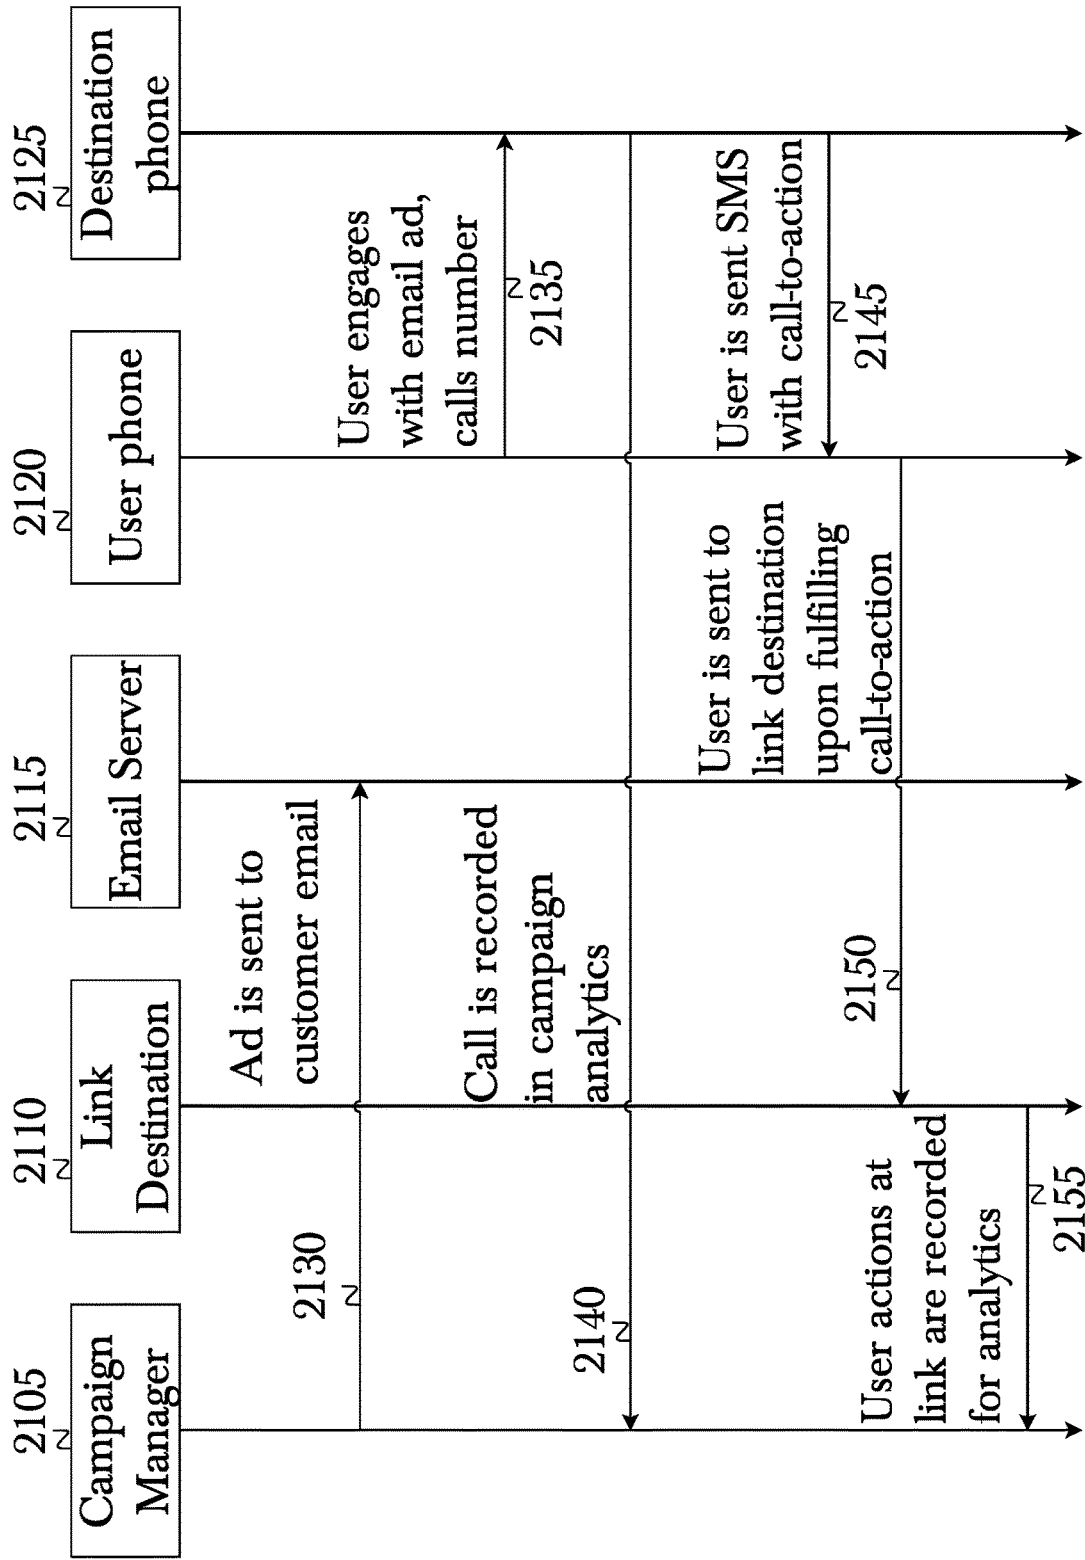 2105
2110
2115
2120
2125
Campaign
Manager
Link
Destination
Email Server
User phone
Destination
phone
Ad is sent to
customer email
2130
User engages
with email ad,
calls number
2135
Call is recorded
in campaign
analytics
2140
User is sent SMS
with call-to-action
2145
User is sent to
link destination
upon fulfilling
call-to-action
2150
User actions at
link are recorded
for analytics
2155